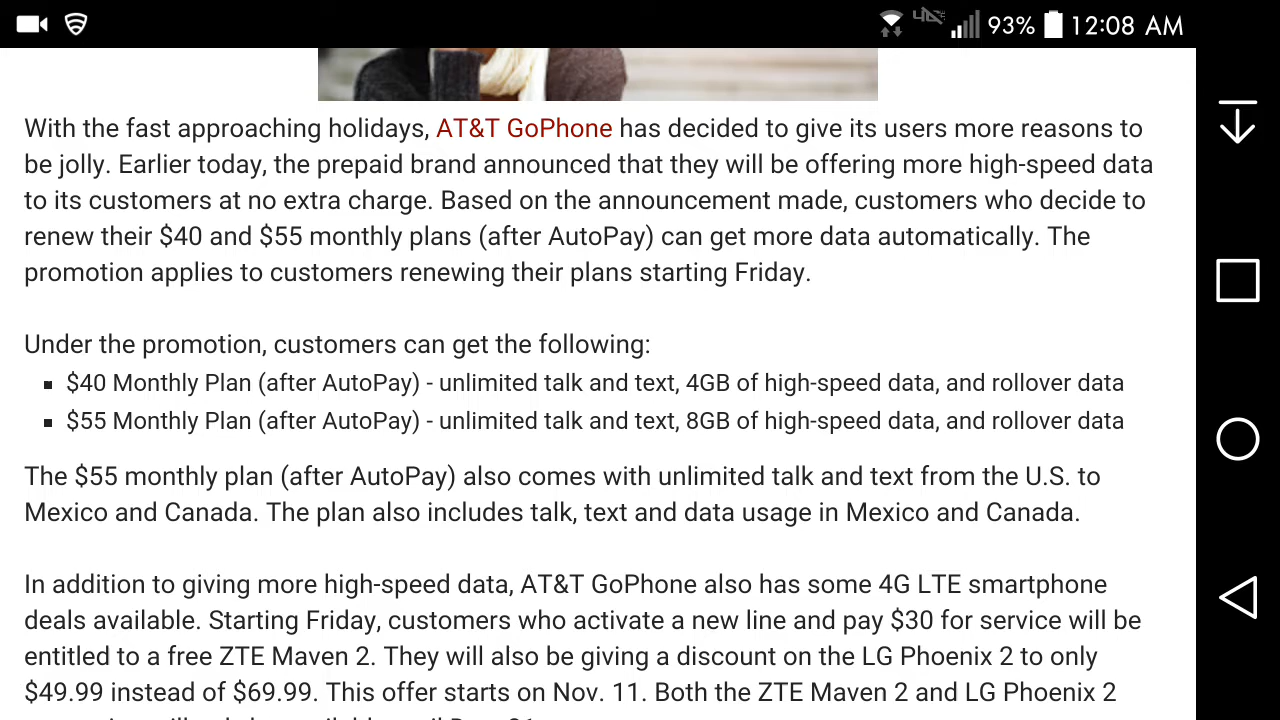 93% 12:08 AM
With the fast approaching holidays, AT&T GoPhone has decided to give its users more reasons to
be jolly. Earlier today, the prepaid brand announced that they will be offering more high-speed data
to its customers at no extra charge. Based on the announcement made, customers who decide to
renew their $40 and $55 monthly plans (after AutoPay) can get more data automatically. The
promotion applies to customers renewing their plans starting Friday.
Under the promotion, customers can get the following:
▪ $40 Monthly Plan (after AutoPay) - unlimited talk and text, 4GB of high-speed data, and rollover data
▪ $55 Monthly Plan (after AutoPay) - unlimited talk and text, 8GB of high-speed data, and rollover data
The $55 monthly plan (after AutoPay) also comes with unlimited talk and text from the U.S. to
Mexico and Canada. The plan also includes talk, text and data usage in Mexico and Canada.
In addition to giving more high-speed data, AT&T GoPhone also has some 4G LTE smartphone
deals available. Starting Friday, customers who activate a new line and pay $30 for service will be
entitled to a free ZTE Maven 2. They will also be giving a discount on the LG Phoenix 2 to only
$49.99 instead of $69.99. This offer starts on Nov. 11. Both the ZTE Maven 2 and LG Phoenix 2